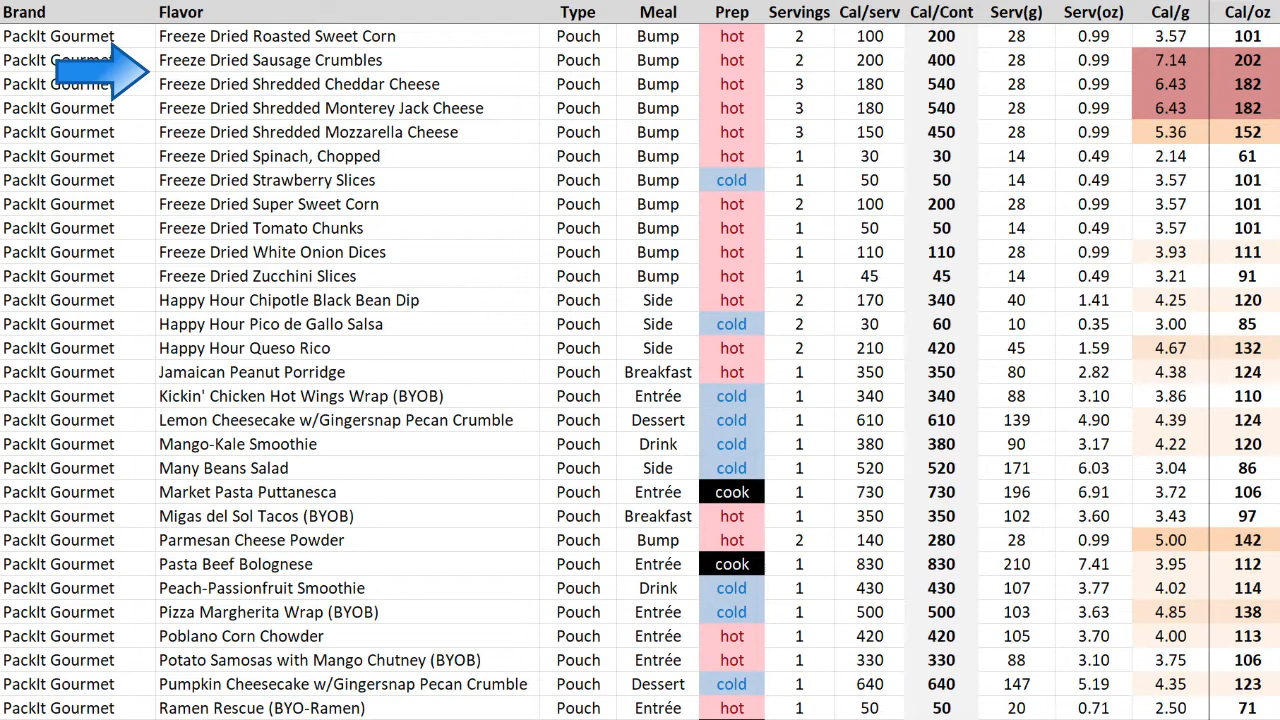 Brand Flavor Type Meal Prep Servings Cal/serv Cal/Cont Serv(g) Serv(oz) Cal/g Cal/oz
PackIt Gourmet Freeze Dried Roasted Sweet Corn Pouch Bump hot 2 100 200 28 0.99 3.57 101
PackIt Gourmet Freeze Dried Sausage Crumbles Pouch Bump hot 2 200 400 28 0.99 7.14 202
PackIt Gourmet Freeze Dried Shredded Cheddar Cheese Pouch Bump hot 3 180 540 28 0.99 6.43 182
PackIt Gourmet Freeze Dried Shredded Monterey Jack Cheese Pouch Bump hot 3 180 540 28 0.99 6.43 182
PackIt Gourmet Freeze Dried Shredded Mozzarella Cheese Pouch Bump hot 3 150 450 28 0.99 5.36 152
PackIt Gourmet Freeze Dried Spinach, Chopped Pouch Bump hot 1 30 30 14 0.49 2.14 61
PackIt Gourmet Freeze Dried Strawberry Slices Pouch Bump cold 1 50 50 14 0.49 3.57 101
PackIt Gourmet Freeze Dried Super Sweet Corn Pouch Bump hot 2 100 200 28 0.99 3.57 101
PackIt Gourmet Freeze Dried Tomato Chunks Pouch Bump hot 1 50 50 14 0.49 3.57 101
PackIt Gourmet Freeze Dried White Onion Dices Pouch Bump hot 1 110 110 28 0.99 3.93 111
PackIt Gourmet Freeze Dried Zucchini Slices Pouch Bump hot 1 45 45 14 0.49 3.21 91
PackIt Gourmet Happy Hour Chipotle Black Bean Dip Pouch Side hot 2 170 340 40 1.41 4.25 120
PackIt Gourmet Happy Hour Pico de Gallo Salsa Pouch Side cold 2 30 60 10 0.35 3.00 85
PackIt Gourmet Happy Hour Queso Rico Pouch Side hot 2 210 420 45 1.59 4.67 132
PackIt Gourmet Jamaican Peanut Porridge Pouch Breakfast hot 1 350 350 80 2.82 4.38 124
PackIt Gourmet Kickin' Chicken Hot Wings Wrap (BYOB) Pouch Entrée cold 1 340 340 88 3.10 3.86 110
PackIt Gourmet Lemon Cheesecake w/Gingersnap Pecan Crumble Pouch Dessert cold 1 610 610 139 4.90 4.39 124
PackIt Gourmet Mango-Kale Smoothie Pouch Drink cold 1 380 380 90 3.17 4.22 120
PackIt Gourmet Many Beans Salad Pouch Side cold 1 520 520 171 6.03 3.04 86
PackIt Gourmet Market Pasta Puttanesca Pouch Entrée cook 1 730 730 196 6.91 3.72 106
PackIt Gourmet Migas del Sol Tacos (BYOB) Pouch Breakfast hot 1 350 350 102 3.60 3.43 97
PackIt Gourmet Parmesan Cheese Powder Pouch Bump hot 2 140 280 28 0.99 5.00 142
PackIt Gourmet Pasta Beef Bolognese Pouch Entrée cook 1 830 830 210 7.41 3.95 112
PackIt Gourmet Peach-Passionfruit Smoothie Pouch Drink cold 1 430 430 107 3.77 4.02 114
PackIt Gourmet Pizza Margherita Wrap (BYOB) Pouch Entrée cold 1 500 500 103 3.63 4.85 138
PackIt Gourmet Poblano Corn Chowder Pouch Entrée hot 1 420 420 105 3.70 4.00 113
PackIt Gourmet Potato Samosas with Mango Chutney (BYOB) Pouch Entrée hot 1 330 330 88 3.10 3.75 106
PackIt Gourmet Pumpkin Cheesecake w/Gingersnap Pecan Crumble Pouch Dessert cold 1 640 640 147 5.19 4.35 123
PackIt Gourmet Ramen Rescue (BYO-Ramen) Pouch Entrée hot 1 50 50 20 0.71 2.50 71